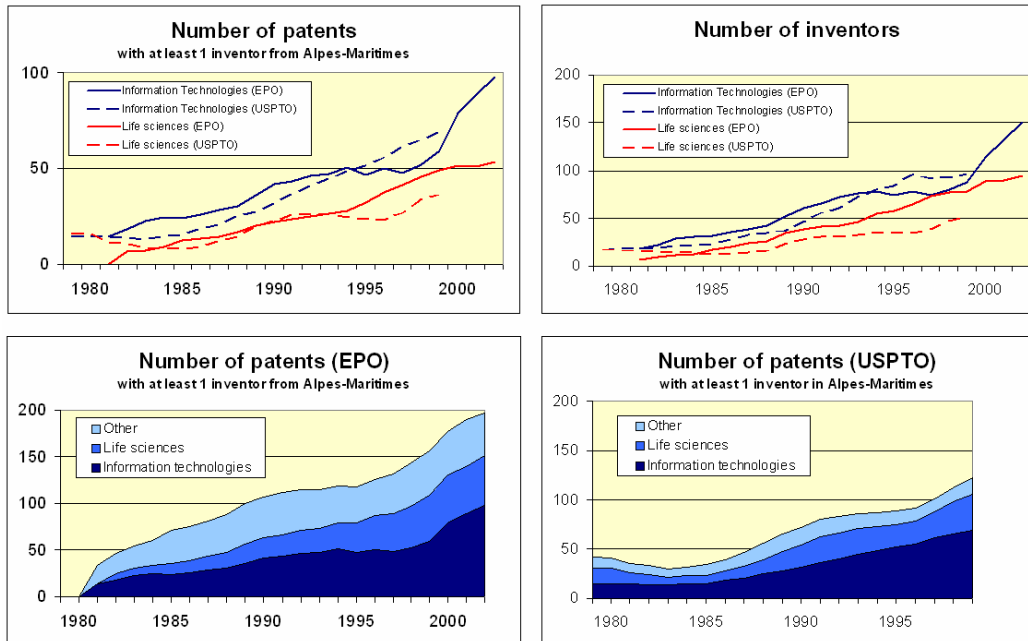 Number of patents
with at least 1 inventor from Alpes-Maritimes
100
50
0
Information Technologies (EPO)
Information Technologies (USPTO)
Life sciences (EPO)
Life sciences (USPTO)
1980 1985 1990 1995 2000
Number of inventors
200
150
100
50
0
Information Technologies (EPO)
Information Technologies (USPTO)
Life sciences (EPO)
Life sciences (USPTO)
1980 1985 1990 1995 2000
Number of patents (EPO)
with at least 1 inventor from Alpes-Maritimes
200
150
100
50
0
Other
Life sciences
Information technologies
1980 1985 1990 1995 2000
Number of patents (USPTO)
with at least 1 inventor in Alpes-Maritimes
200
150
100
50
0
Other
Life sciences
Information technologies
1980 1985 1990 1995